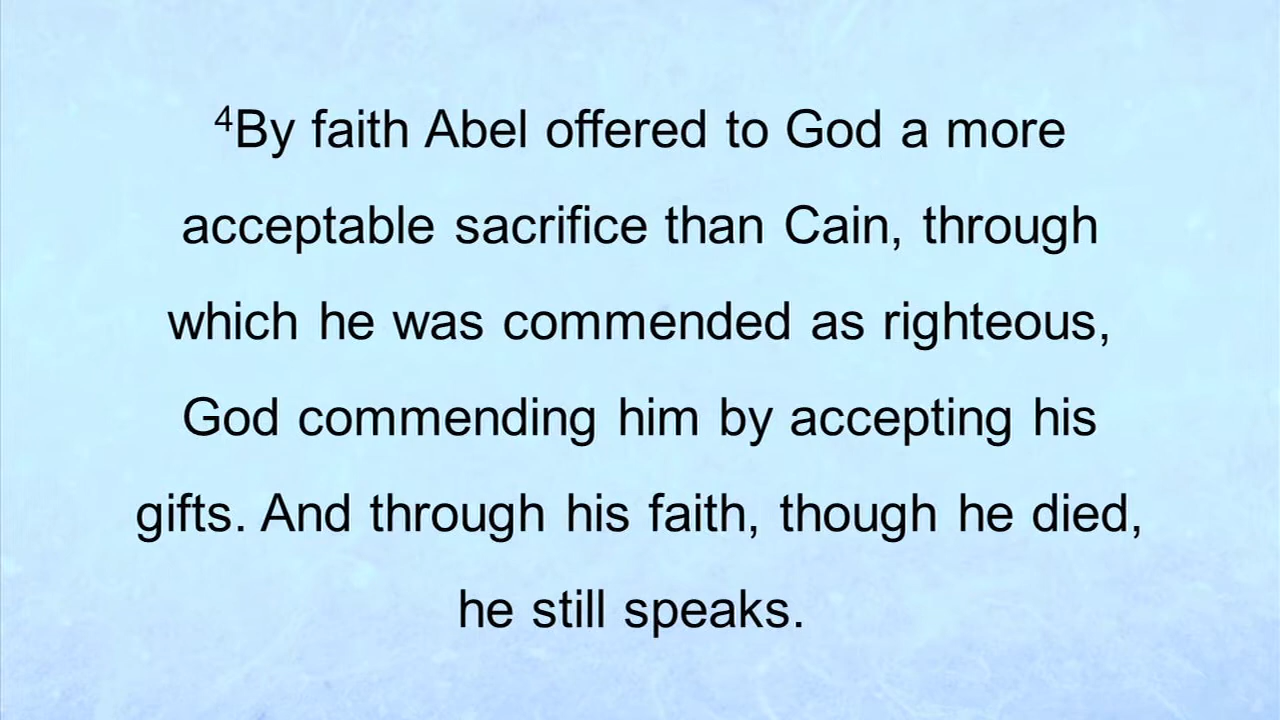 ⁴By faith Abel offered to God a more
acceptable sacrifice than Cain, through
which he was commended as righteous,
God commending him by accepting his
gifts. And through his faith, though he died,
he still speaks.